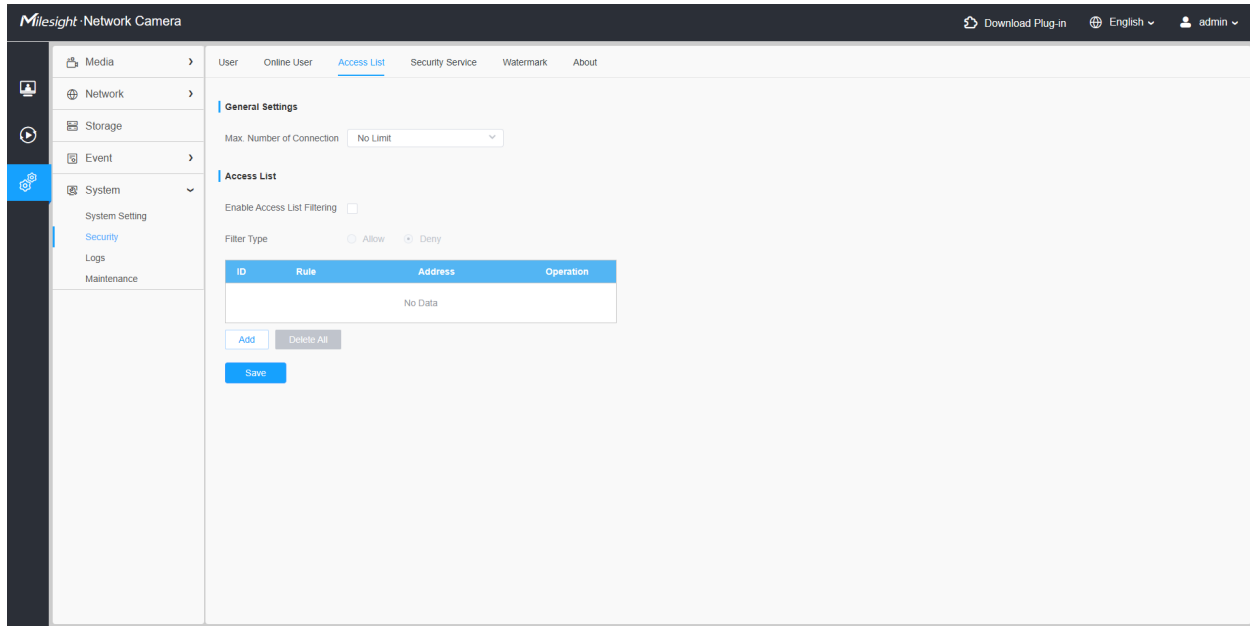 Milesight · Network Camera Download Plug-in English admin
Media User Online User Access List Security Service Watermark About
Network
General Settings
Storage
Max. Number of Connection No Limit
Event
Access List
System
Enable Access List Filtering
System Setting
Security
Filter Type Allow Deny
Logs
Maintenance
ID Rule Address Operation
No Data
Add Delete All
Save